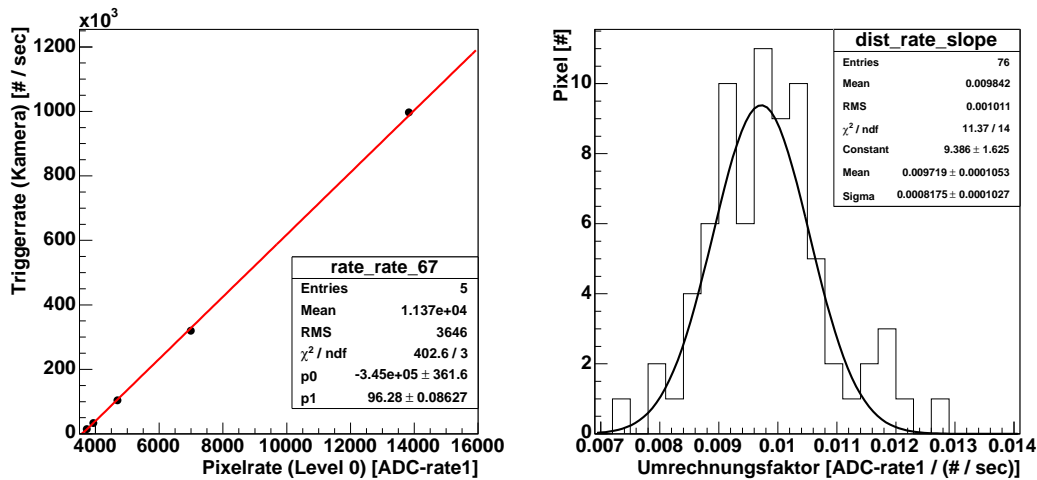 ×10³
Triggerrate (Kamera) [# / sec]
1200
1000
800
600
400
200
0
4000 6000 8000 10000 12000 14000 16000
Pixelrate (Level 0) [ADC-rate1]
rate_rate_67
Entries 5
Mean 1.137e+04
RMS 3646
χ² / ndf 402.6 / 3
p0 -3.45e+05 ± 361.6
p1 96.28 ± 0.08627
Pixel [#]
10
8
6
4
2
0
0.007 0.008 0.009 0.01 0.011 0.012 0.013 0.014
Umrechnungsfaktor [ADC-rate1 / (# / sec)]
dist_rate_slope
Entries 76
Mean 0.009842
RMS 0.001011
χ² / ndf 11.37 / 14
Constant 9.386 ± 1.625
Mean 0.009719 ± 0.0001053
Sigma 0.0008175 ± 0.0001027